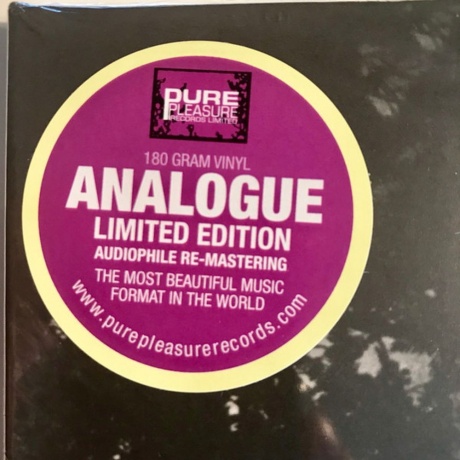 PURE
PLEASURE
RECORDS LIMITED
180 GRAM VINYL
ANALOGUE
LIMITED EDITION
AUDIOPHILE RE-MASTERING
THE MOST BEAUTIFUL MUSIC
FORMAT IN THE WORLD
www.purepleasurerecords.com